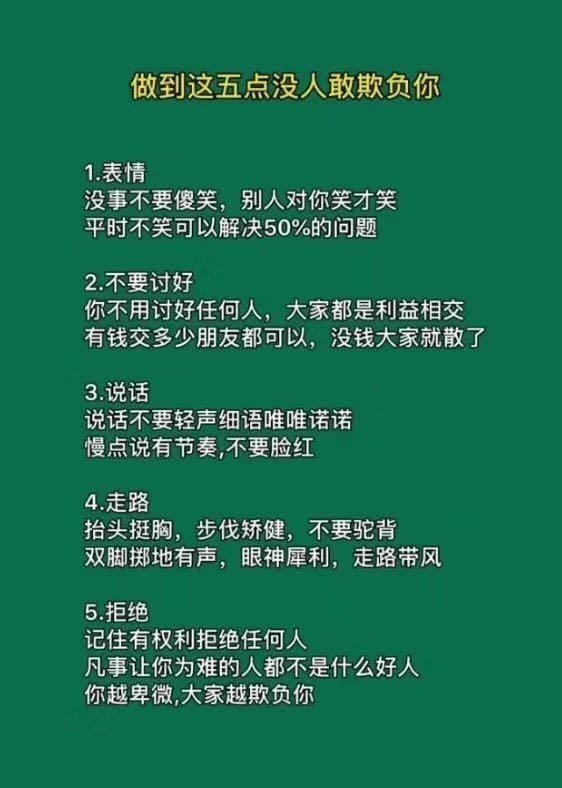 做到这五点没人敢欺负你
1.表情
没事不要傻笑，别人对你笑才笑
平时不笑可以解决50%的问题
2.不要讨好
你不用讨好任何人，大家都是利益相交
有钱交多少朋友都可以，没钱大家就散了
3.说话
说话不要轻声细语唯唯诺诺
慢点说有节奏,不要脸红
4.走路
抬头挺胸，步伐矫健，不要驼背
双脚掷地有声，眼神犀利，走路带风
5.拒绝
记住有权利拒绝任何人
凡事让你为难的人都不是什么好人
你越卑微,大家越欺负你